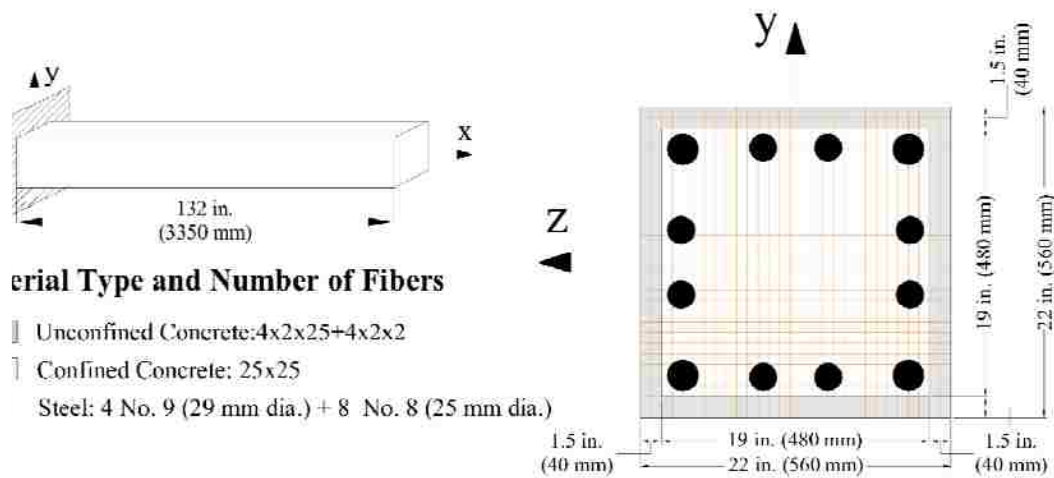 y
x
132 in.
(3350 mm)
erial Type and Number of Fibers
Unconfined Concrete:4x2x25+4x2x2
Confined Concrete: 25x25
Steel: 4 No. 9 (29 mm dia.) + 8 No. 8 (25 mm dia.)
y
z
1.5 in.
(40 mm)
19 in. (480 mm)
22 in. (560 mm)
1.5 in.
(40 mm)
19 in. (480 mm)
22 in. (560 mm)
1.5 in.
(40 mm)